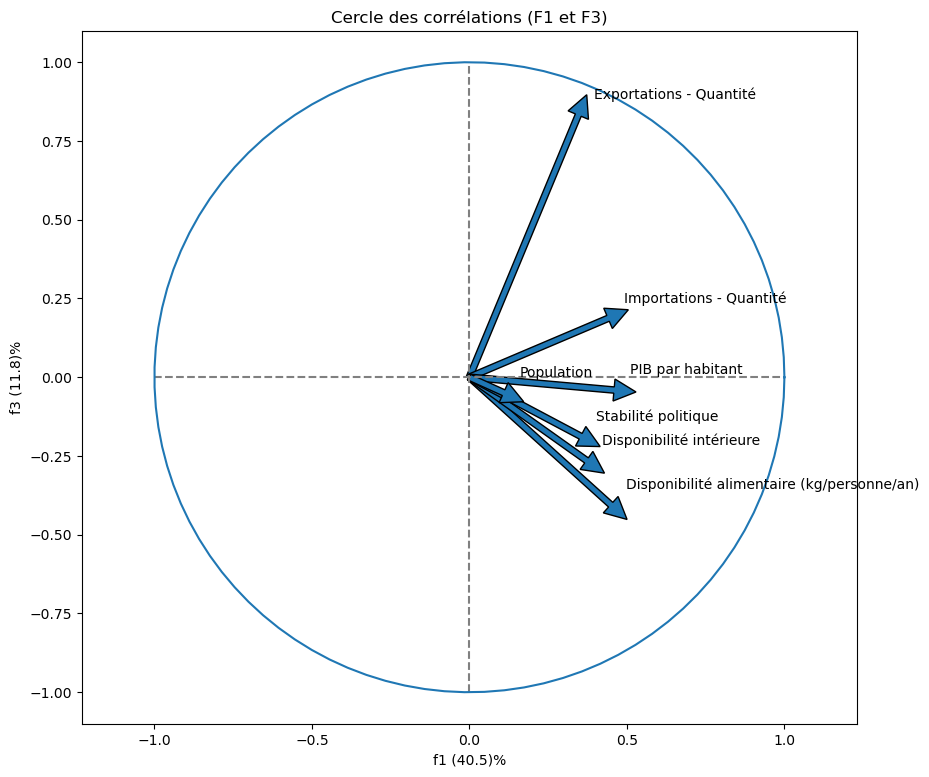 Cercle des corrélations (F1 et F3)
1.00
Exportations - Quantité
0.75
0.50
0.25
Importations - Quantité
0.00
Population
PIB par habitant
f3 (11.8)%
Stabilité politique
Disponibilité intérieure
−0.25
Disponibilité alimentaire (kg/personne/an)
−0.50
−0.75
−1.00
−1.0
−0.5
0.0
0.5
1.0
f1 (40.5)%